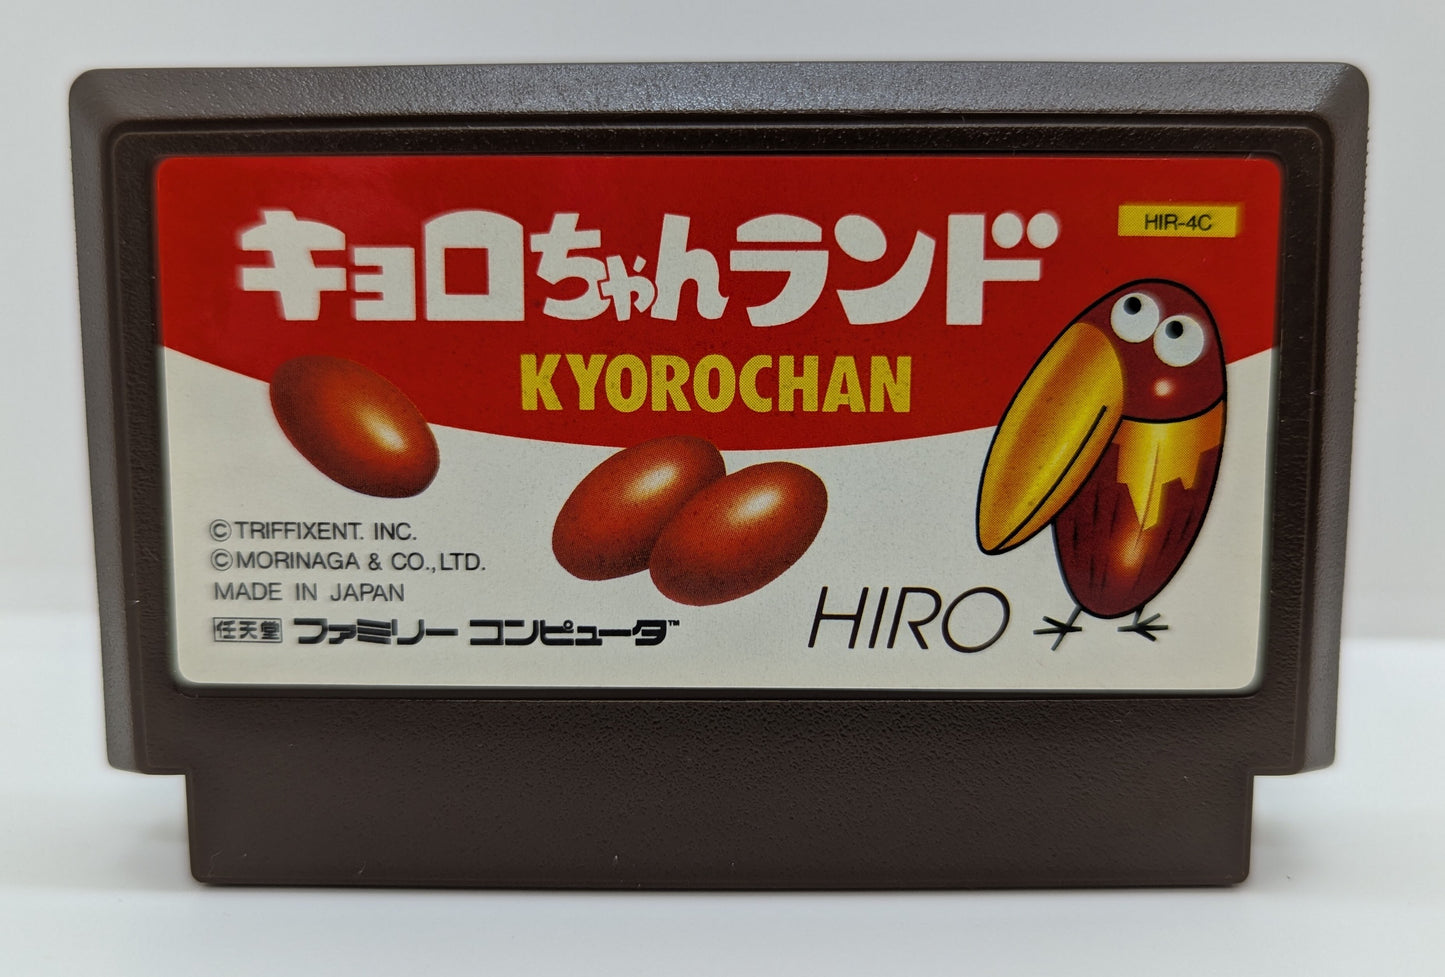 キョロちゃんランド
HIR-4C
KYOROCHAN
©TRIFFIXENT. INC.
©MORINAGA & CO.,LTD.
MADE IN JAPAN
任天堂 ファミリーコンピュータ™
HIRO